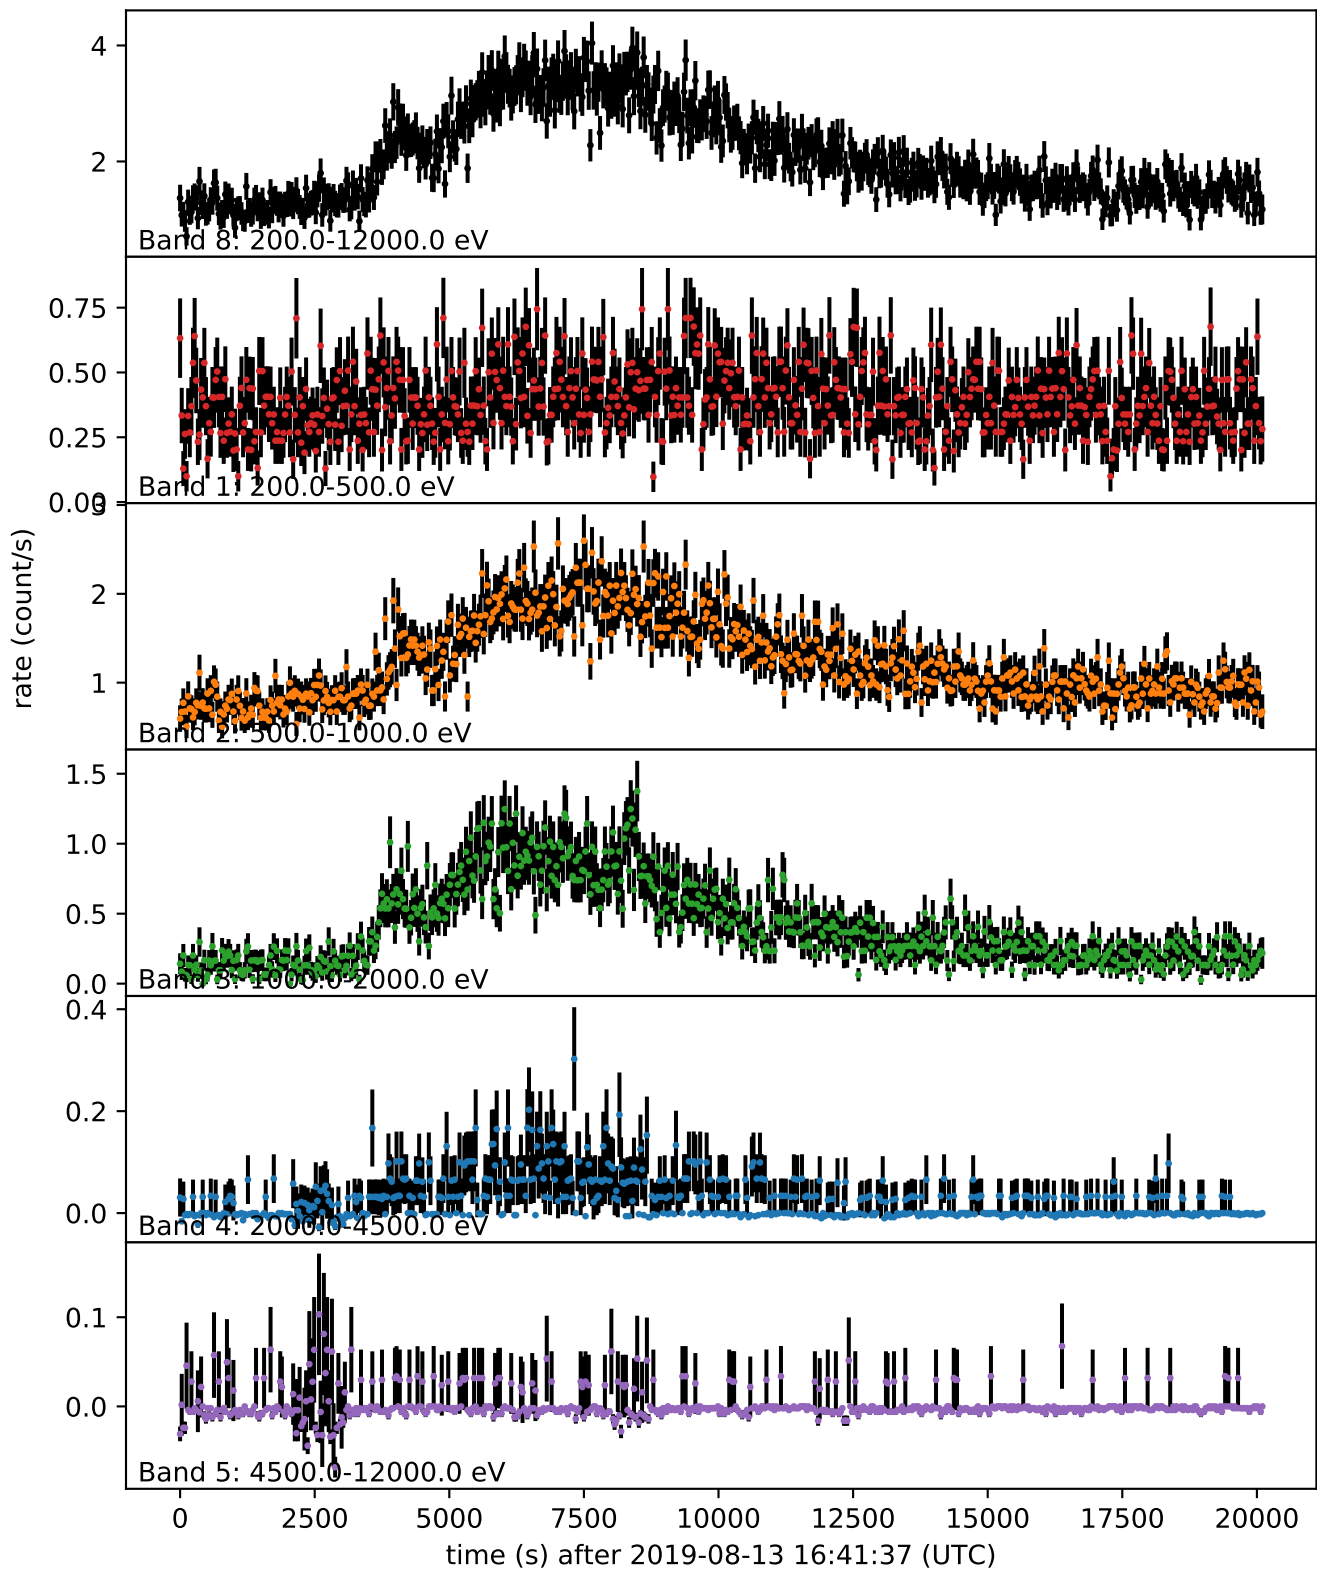 4
2
Band 8: 200.0-12000.0 eV
0.75
0.50
0.25
0.00
Band 1: 200.0-500.0 eV
rate (count/s)
3
2
1
Band 2: 500.0-1000.0 eV
1.5
1.0
0.5
0.0
Band 3: 1000.0-2000.0 eV
0.4
0.2
0.0
Band 4: 2000.0-4500.0 eV
0.1
0.0
Band 5: 4500.0-12000.0 eV
0 2500 5000 7500 10000 12500 15000 17500 20000
time (s) after 2019-08-13 16:41:37 (UTC)